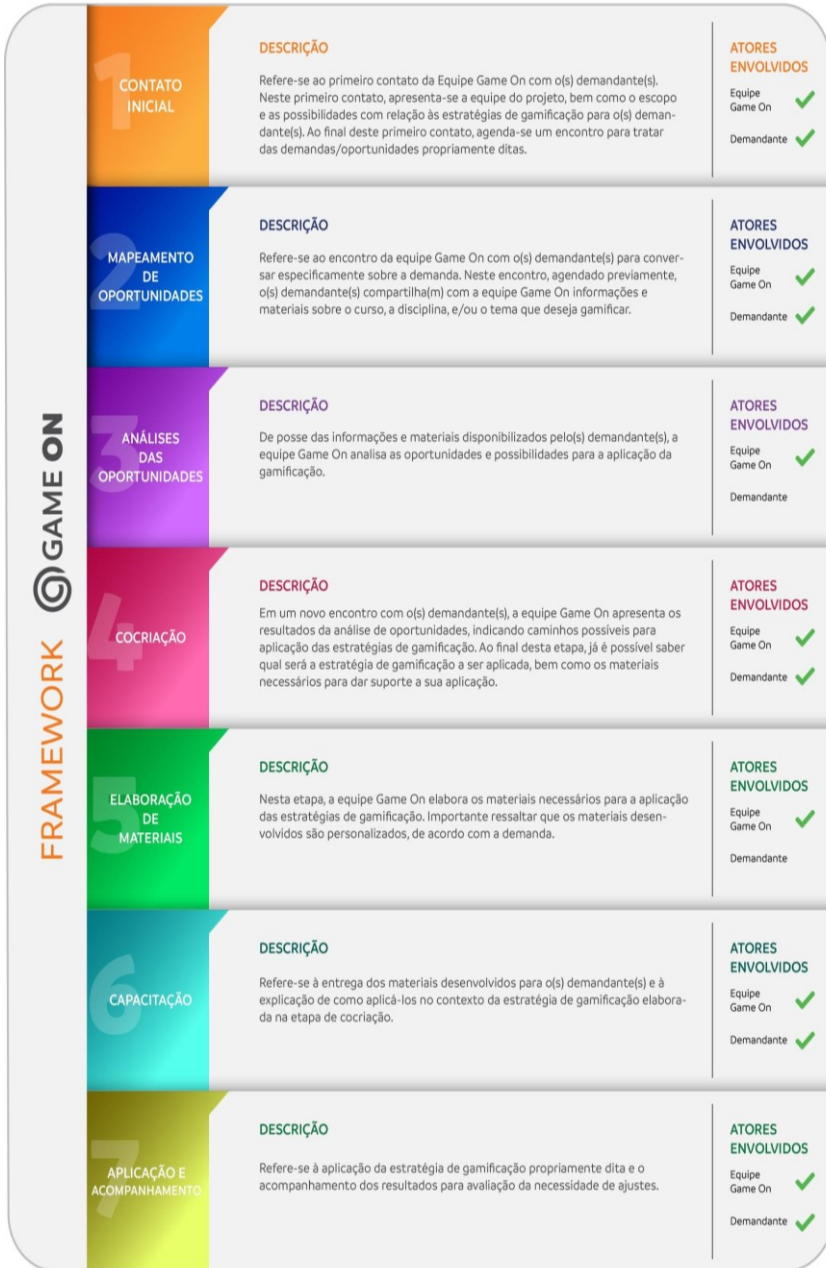 FRAMEWORK GAME ON
1
CONTATO
INICIAL
DESCRIÇÃO
Refere-se ao primeiro contato da Equipe Game On com o(s) demandante(s).
Neste primeiro contato, apresenta-se a equipe do projeto, bem como o escopo
e as possibilidades com relação às estratégias de gamificação para o(s) deman-
dante(s). Ao final deste primeiro contato, agenda-se um encontro para tratar
das demandas/oportunidades propriamente ditas.
ATORES
ENVOLVIDOS
Equipe
Game On
Demandante
2
MAPEAMENTO
DE
OPORTUNIDADES
DESCRIÇÃO
Refere-se ao encontro da equipe Game On com o(s) demandante(s) para conver-
sar especificamente sobre a demanda. Neste encontro, agendado previamente,
o(s) demandante(s) compartilha(m) com a equipe Game On informações e
materiais sobre o curso, a disciplina, e/ou o tema que deseja gamificar.
ATORES
ENVOLVIDOS
Equipe
Game On
Demandante
3
ANÁLISES
DAS
OPORTUNIDADES
DESCRIÇÃO
De posse das informações e materiais disponibilizados pelo(s) demandante(s), a
equipe Game On analisa as oportunidades e possibilidades para a aplicação da
gamificação.
ATORES
ENVOLVIDOS
Equipe
Game On
Demandante
4
COCRIAÇÃO
DESCRIÇÃO
Em um novo encontro com o(s) demandante(s), a equipe Game On apresenta os
resultados da análise de oportunidades, indicando caminhos possíveis para
aplicação das estratégias de gamificação. Ao final desta etapa, já é possível saber
qual será a estratégia de gamificação a ser aplicada, bem como os materiais
necessários para dar suporte a sua aplicação.
ATORES
ENVOLVIDOS
Equipe
Game On
Demandante
5
ELABORAÇÃO
DE
MATERIAIS
DESCRIÇÃO
Nesta etapa, a equipe Game On elabora os materiais necessários para a aplicação
das estratégias de gamificação. Importante ressaltar que os materiais desen-
volvidos são personalizados, de acordo com a demanda.
ATORES
ENVOLVIDOS
Equipe
Game On
Demandante
6
CAPACITAÇÃO
DESCRIÇÃO
Refere-se à entrega dos materiais desenvolvidos para o(s) demandante(s) e à
explicação de como aplicá-los no contexto da estratégia de gamificação elabora-
da na etapa de cocriação.
ATORES
ENVOLVIDOS
Equipe
Game On
Demandante
7
APLICAÇÃO E
ACOMPANHAMENTO
DESCRIÇÃO
Refere-se à aplicação da estratégia de gamificação propriamente dita e o
acompanhamento dos resultados para avaliação da necessidade de ajustes.
ATORES
ENVOLVIDOS
Equipe
Game On
Demandante